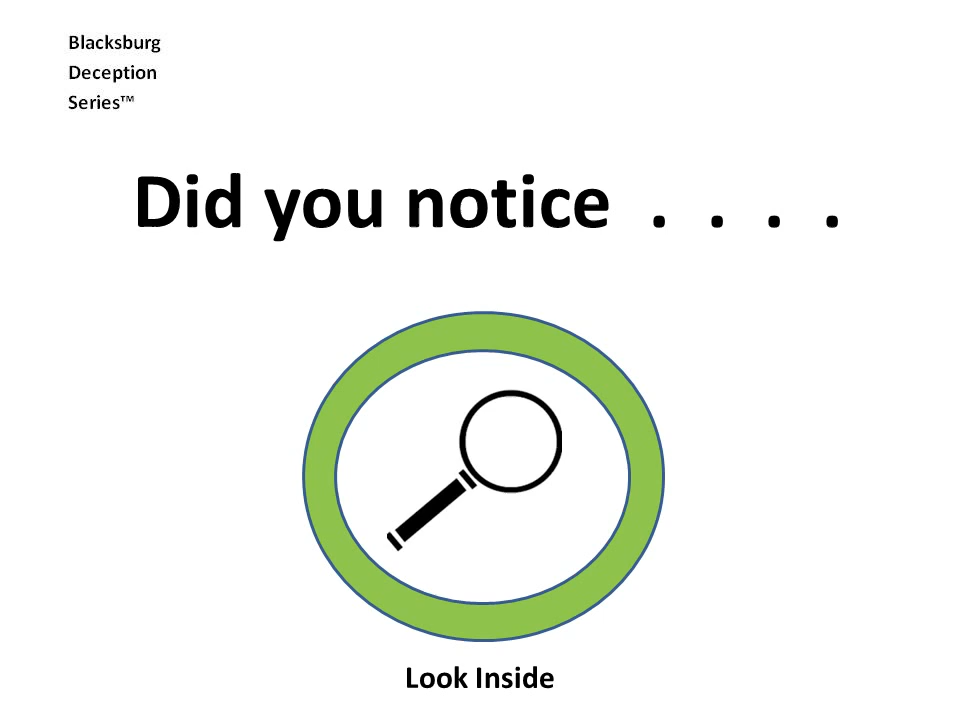 Blacksburg
Deception
Series™
Did you notice . . . .
Look Inside